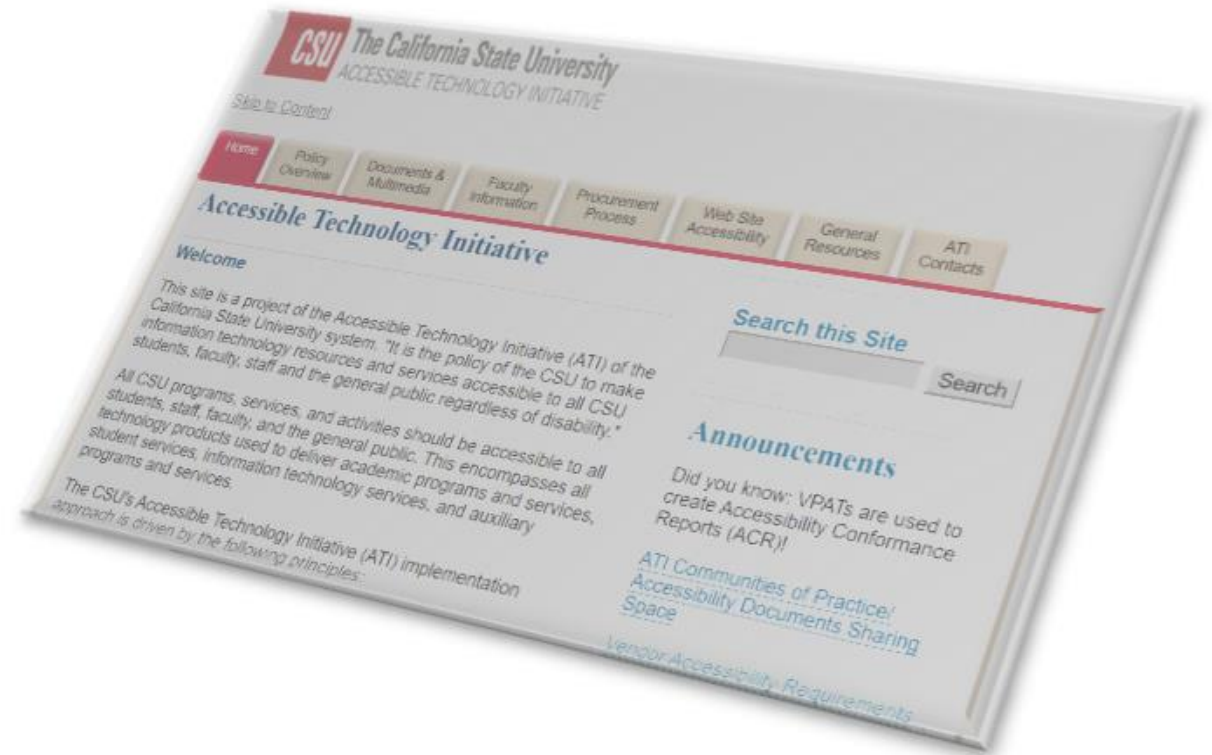 CSU The California State University
ACCESSIBLE TECHNOLOGY INITIATIVE
Skip to Content
Home
Policy
Overview
Documents &
Multimedia
Faculty
Information
Procurement
Process
Web Site
Accessibility
General
Resources
ATI
Contacts
Accessible Technology Initiative
Welcome
This site is a project of the Accessible Technology Initiative (ATI) of the
California State University system. "It is the policy of the CSU to make
information technology resources and services accessible to all CSU
students, faculty, staff and the general public regardless of disability."
All CSU programs, services, and activities should be accessible to all
students, staff, faculty, and the general public. This encompasses all
technology products used to deliver academic programs and services,
student services, information technology services, and auxiliary
programs and services.
The CSU's Accessible Technology Initiative (ATI) implementation
approach is driven by the following principles:
Search this Site
Search
Announcements
Did you know: VPATs are used to
create Accessibility Conformance
Reports (ACR)!
ATI Communities of Practice/
Accessibility Documents Sharing
Space
Vendor Accessibility Requirements